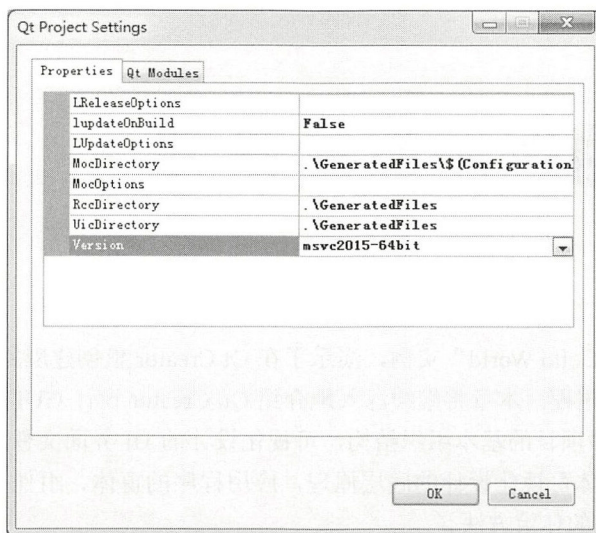 Qt Project Settings
Properties Qt Modules
LReleaseOptions
lupdateOnBuild False
LUpdateOptions
MocDirectory .\GeneratedFiles\$(Configuration
MocOptions
RccDirectory .\GeneratedFiles
UicDirectory .\GeneratedFiles
Version msvc2015-64bit
OK Cancel